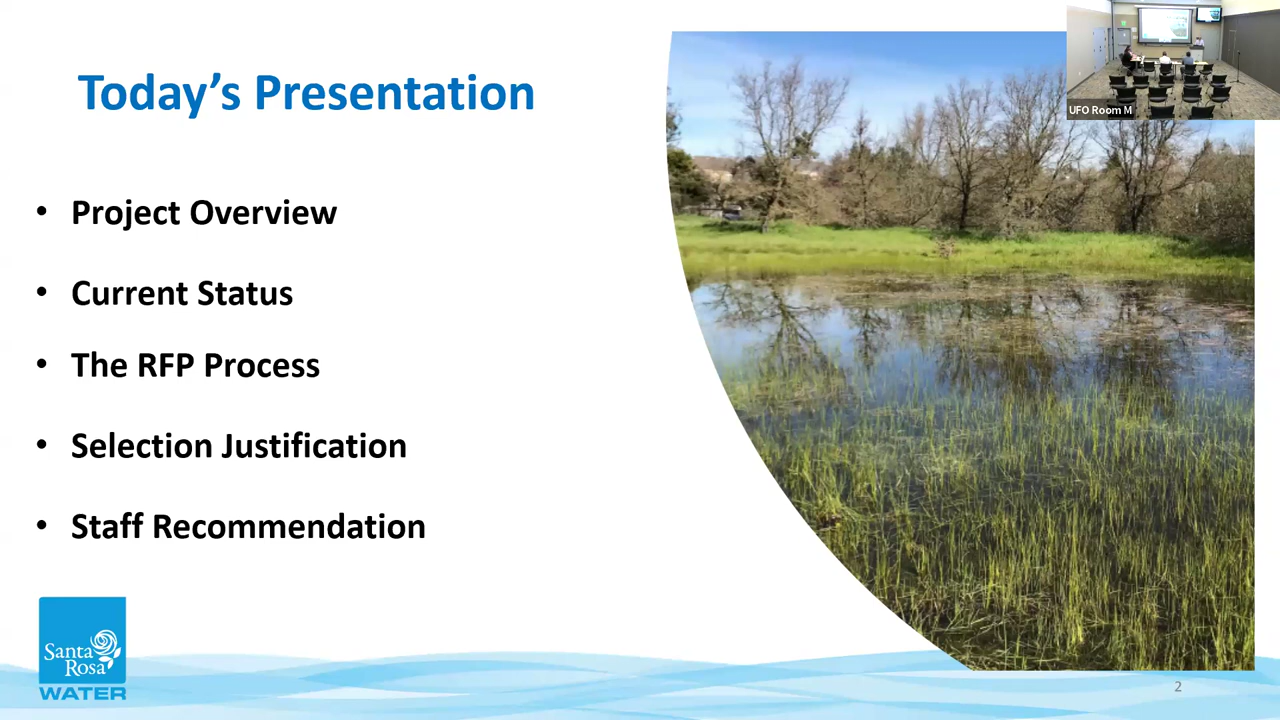 Today's Presentation
UFO Room M
• Project Overview
• Current Status
• The RFP Process
• Selection Justification
• Staff Recommendation
Santa
Rosa
WATER
2